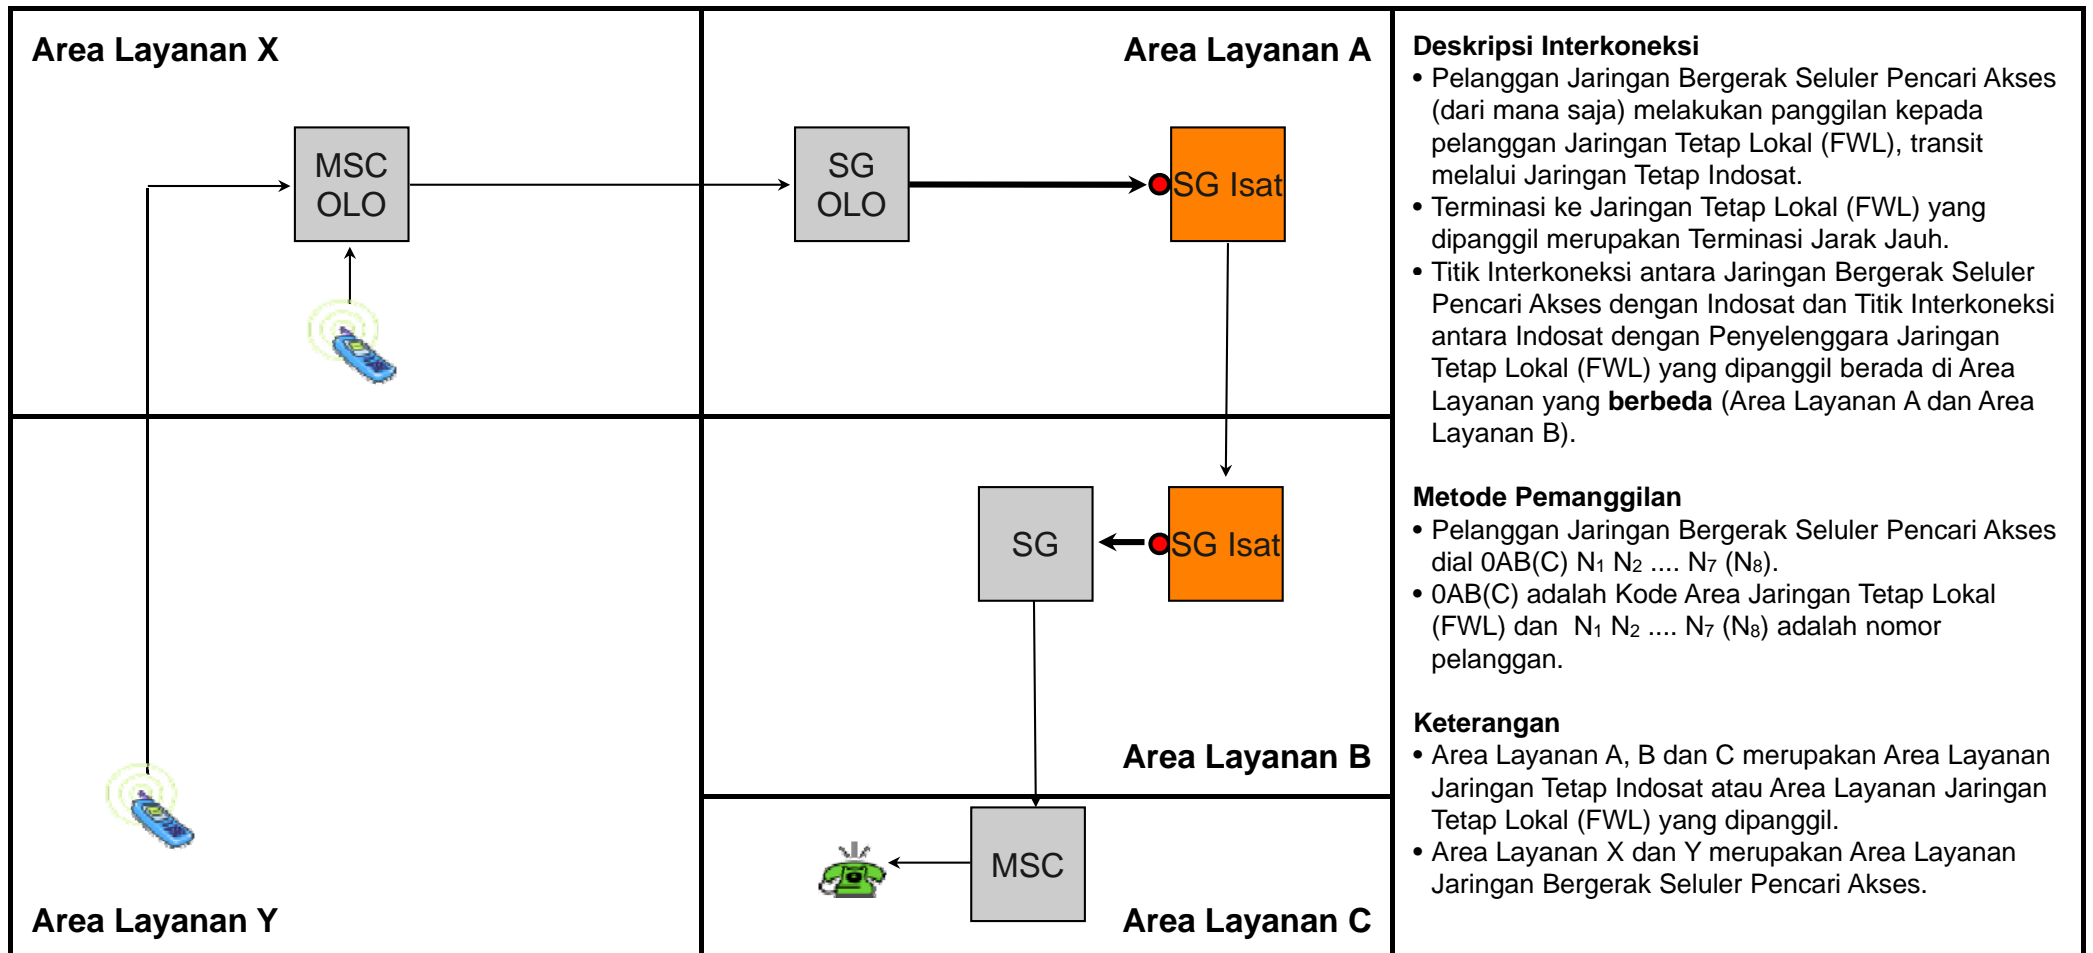 Area Layanan X
Area Layanan A
MSC
OLO
SG
OLO
SG Isat
SG
SG Isat
Area Layanan B
MSC
Area Layanan Y
Area Layanan C
Deskripsi Interkoneksi
• Pelanggan Jaringan Bergerak Seluler Pencari Akses
(dari mana saja) melakukan panggilan kepada
pelanggan Jaringan Tetap Lokal (FWL), transit
melalui Jaringan Tetap Indosat.
• Terminasi ke Jaringan Tetap Lokal (FWL) yang
dipanggil merupakan Terminasi Jarak Jauh.
• Titik Interkoneksi antara Jaringan Bergerak Seluler
Pencari Akses dengan Indosat dan Titik Interkoneksi
antara Indosat dengan Penyelenggara Jaringan
Tetap Lokal (FWL) yang dipanggil berada di Area
Layanan yang berbeda (Area Layanan A dan Area
Layanan B).
Metode Pemanggilan
• Pelanggan Jaringan Bergerak Seluler Pencari Akses
dial 0AB(C) N₁ N₂ .... N₇ (N₈).
• 0AB(C) adalah Kode Area Jaringan Tetap Lokal
(FWL) dan N₁ N₂ .... N₇ (N₈) adalah nomor
pelanggan.
Keterangan
• Area Layanan A, B dan C merupakan Area Layanan
Jaringan Tetap Indosat atau Area Layanan Jaringan
Tetap Lokal (FWL) yang dipanggil.
• Area Layanan X dan Y merupakan Area Layanan
Jaringan Bergerak Seluler Pencari Akses.